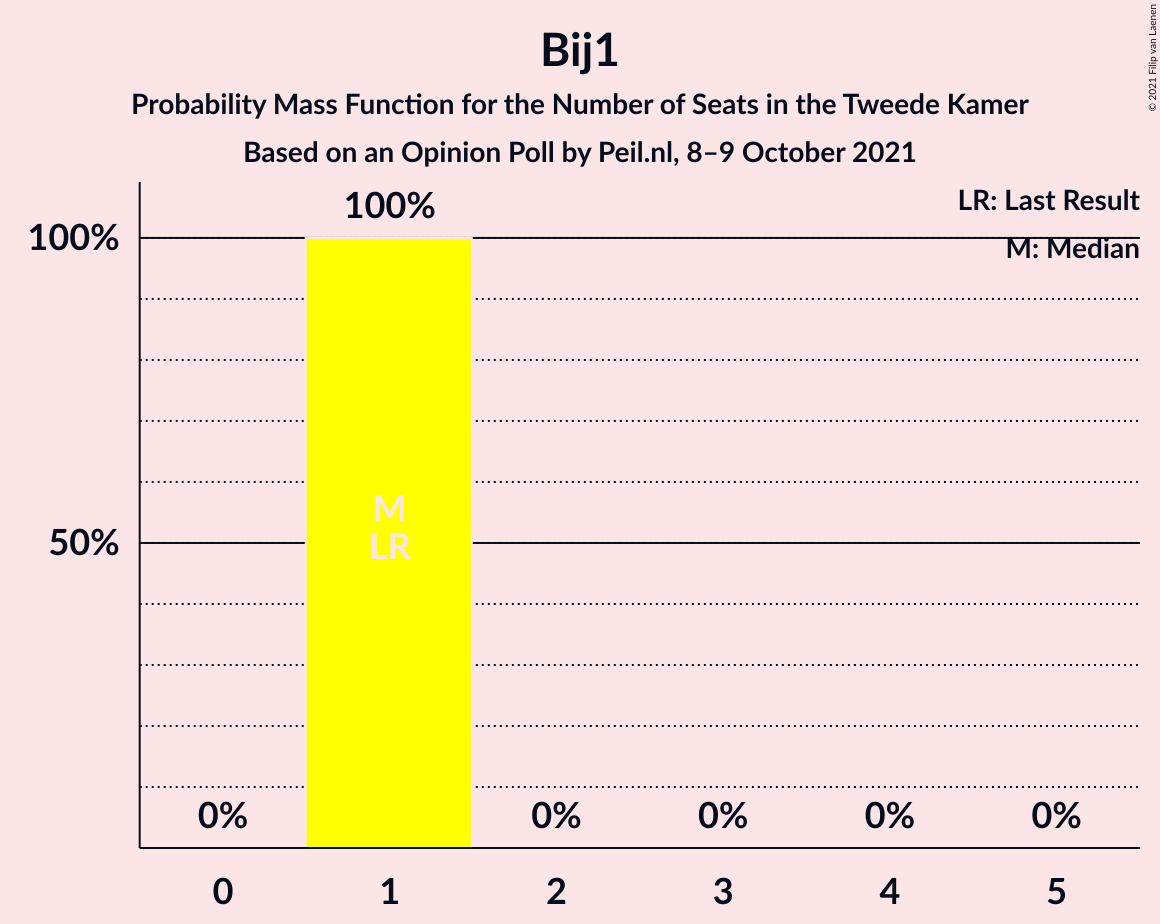 Bij1
Probability Mass Function for the Number of Seats in the Tweede Kamer
Based on an Opinion Poll by Peil.nl, 8–9 October 2021
© 2021 Filip van Laenen
LR: Last Result
M: Median
100%
100%
50%
M
LR
0%
0%
0%
0%
0%
0
1
2
3
4
5